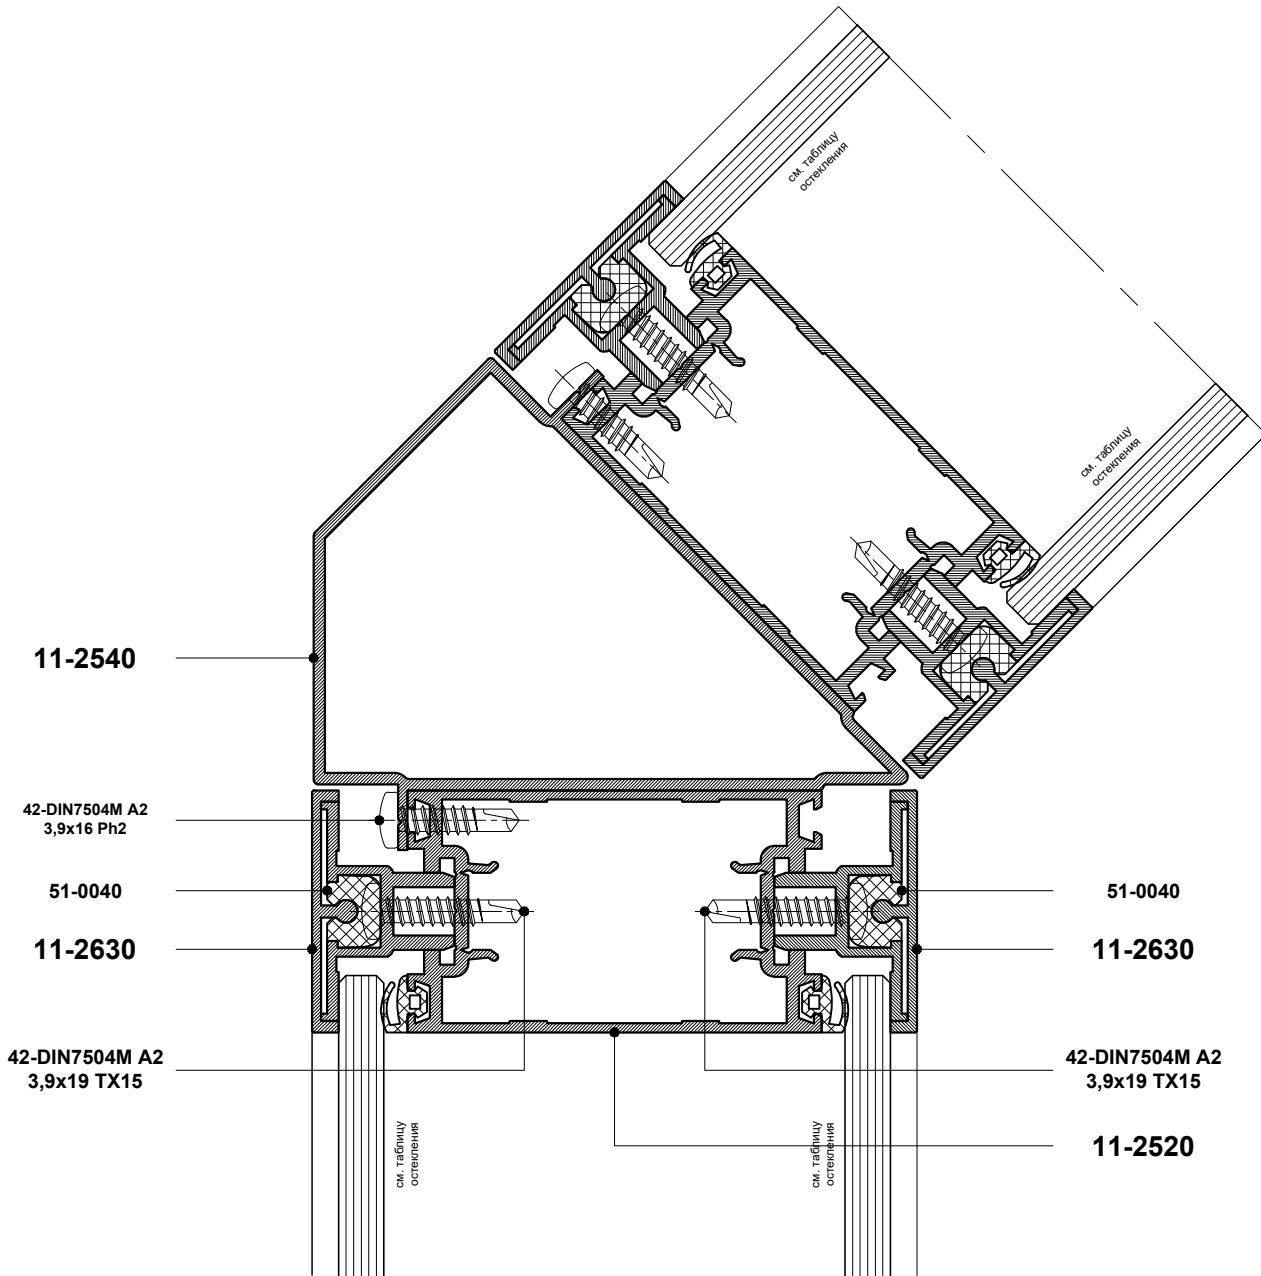 см. таблицу
остекления
см. таблицу
остекления
11-2540
42-DIN7504M A2
3,9x16 Ph2
51-0040
51-0040
11-2630
11-2630
42-DIN7504M A2
3,9x19 TX15
42-DIN7504M A2
3,9x19 TX15
11-2520
см. таблицу
остекления
см. таблицу
остекления